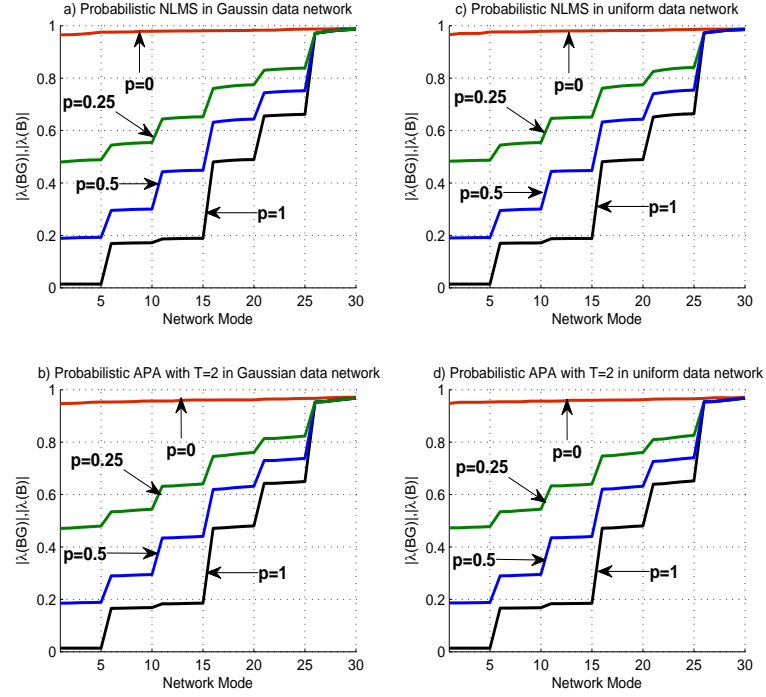 a) Probabilistic NLMS in Gaussin data network
1
0.8
0.6
0.4
0.2
0
|λ(BG)|,|λ(B)|
p=0
p=0.25
p=0.5
p=1
5 10 15 20 25 30
Network Mode
c) Probabilistic NLMS in uniform data network
1
0.8
0.6
0.4
0.2
0
|λ(BG)|,|λ(B)|
p=0
p=0.25
p=0.5
p=1
5 10 15 20 25 30
Network Mode
b) Probabilistic APA with T=2 in Gaussian data network
1
0.8
0.6
0.4
0.2
0
|λ(BG)|,|λ(B)|
p=0
p=0.25
p=0.5
p=1
5 10 15 20 25 30
Network Mode
d) Probabilistic APA with T=2 in uniform data network
1
0.8
0.6
0.4
0.2
0
|λ(BG)|,|λ(B)|
p=0
p=0.25
p=0.5
p=1
5 10 15 20 25 30
Network Mode